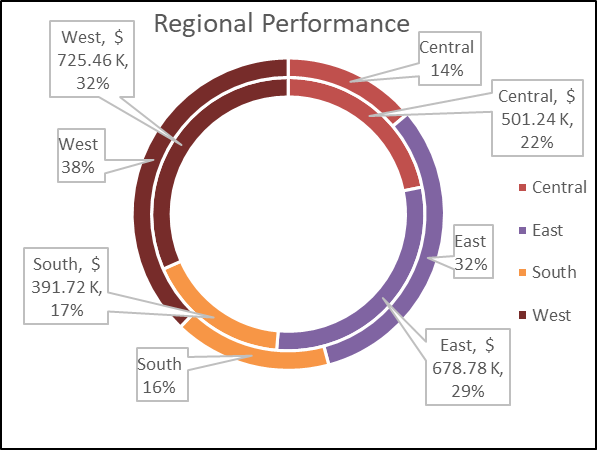 Regional Performance
West, $
725.46 K,
32%
Central
14%
Central, $
501.24 K,
22%
West
38%
Central
East
South
West
East
32%
South, $
391.72 K,
17%
East, $
678.78 K,
29%
South
16%